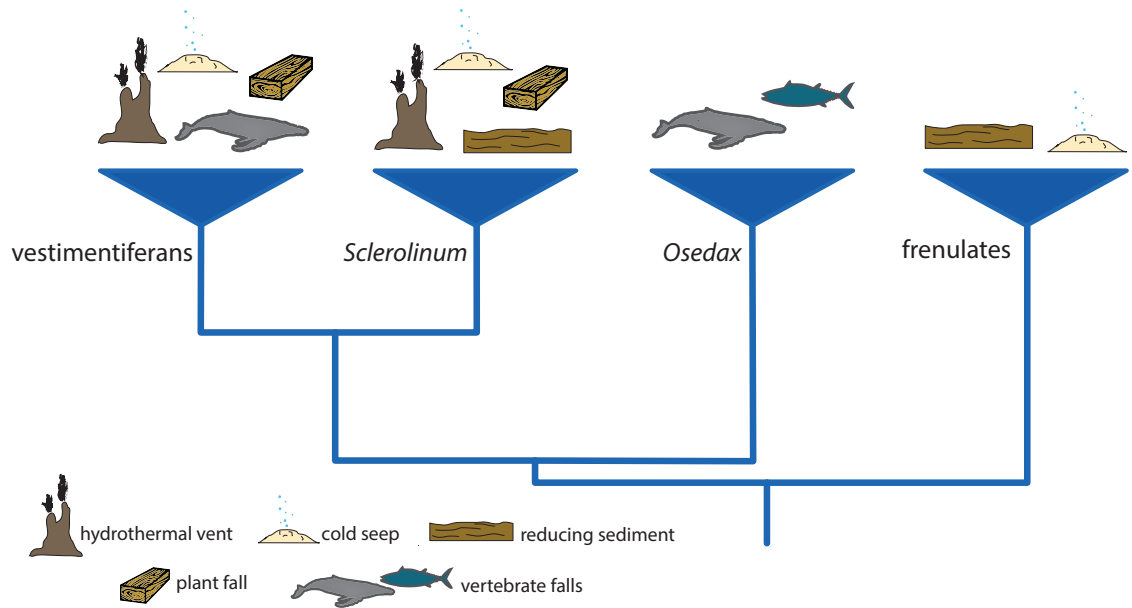 vestimentiferans
Sclerolinum
Osedax
frenulates
hydrothermal vent
cold seep
reducing sediment
plant fall
vertebrate falls